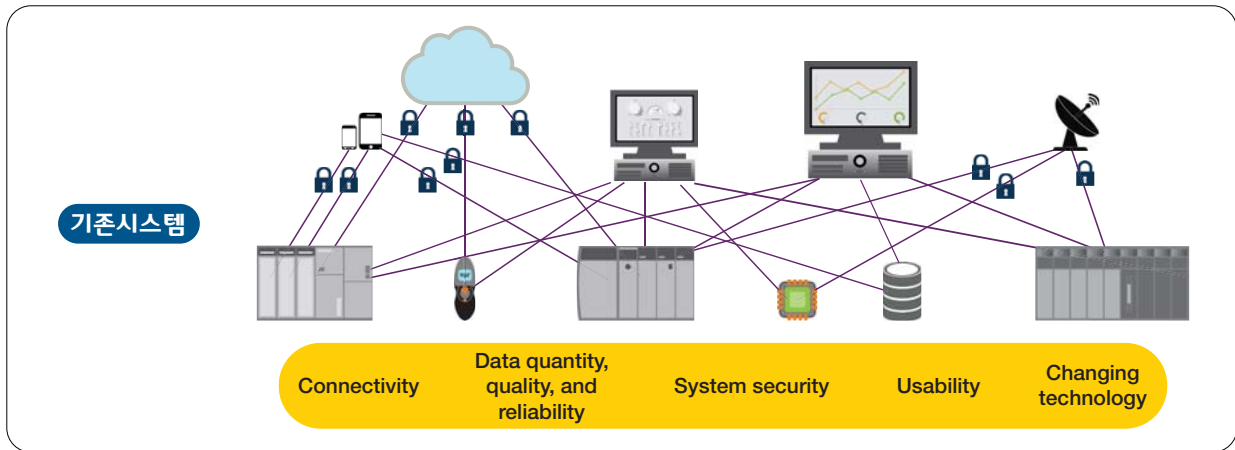 기존시스템
Connectivity
Data quantity,
quality, and
reliability
System security
Usability
Changing
technology